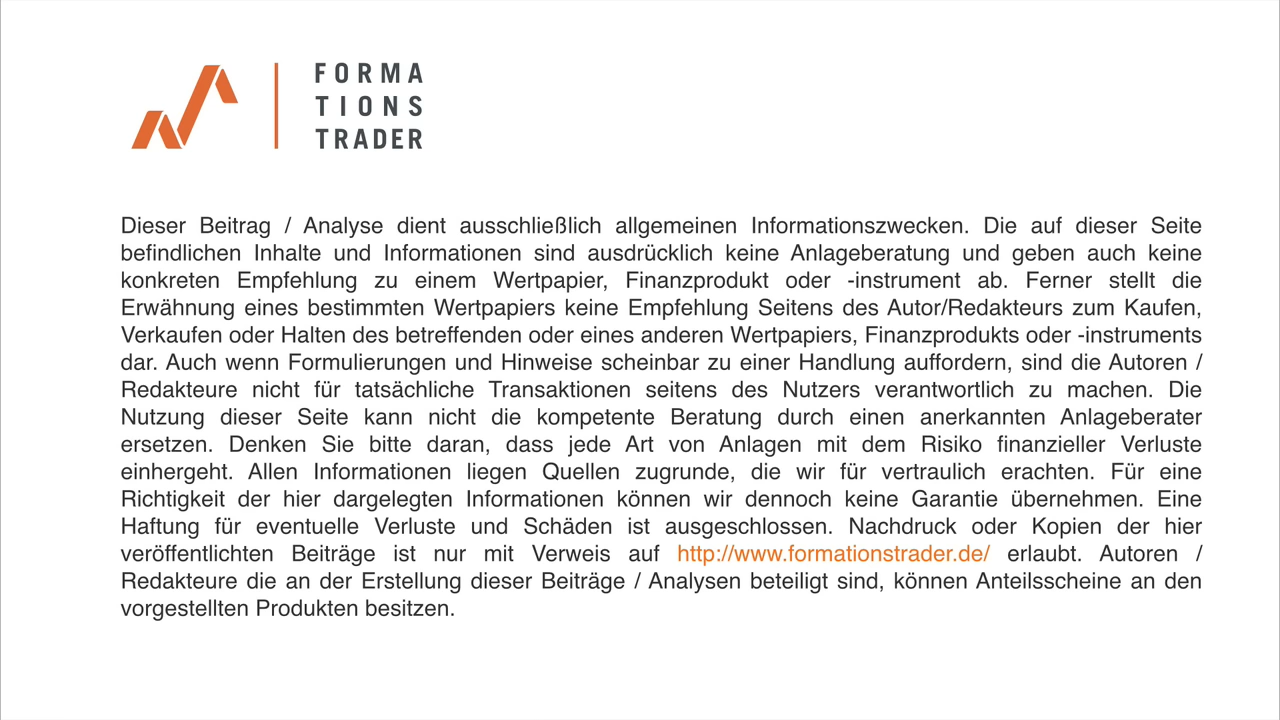 FORMA
TIONS
TRADER
Dieser Beitrag / Analyse dient ausschließlich allgemeinen Informationszwecken. Die auf dieser Seite
befindlichen Inhalte und Informationen sind ausdrücklich keine Anlageberatung und geben auch keine
konkreten Empfehlung zu einem Wertpapier, Finanzprodukt oder -instrument ab. Ferner stellt die
Erwähnung eines bestimmten Wertpapiers keine Empfehlung Seitens des Autor/Redakteurs zum Kaufen,
Verkaufen oder Halten des betreffenden oder eines anderen Wertpapiers, Finanzprodukts oder -instruments
dar. Auch wenn Formulierungen und Hinweise scheinbar zu einer Handlung auffordern, sind die Autoren /
Redakteure nicht für tatsächliche Transaktionen seitens des Nutzers verantwortlich zu machen. Die
Nutzung dieser Seite kann nicht die kompetente Beratung durch einen anerkannten Anlageberater
ersetzen. Denken Sie bitte daran, dass jede Art von Anlagen mit dem Risiko finanzieller Verluste
einhergeht. Allen Informationen liegen Quellen zugrunde, die wir für vertraulich erachten. Für eine
Richtigkeit der hier dargelegten Informationen können wir dennoch keine Garantie übernehmen. Eine
Haftung für eventuelle Verluste und Schäden ist ausgeschlossen. Nachdruck oder Kopien der hier
veröffentlichten Beiträge ist nur mit Verweis auf http://www.formationstrader.de/ erlaubt. Autoren /
Redakteure die an der Erstellung dieser Beiträge / Analysen beteiligt sind, können Anteilsscheine an den
vorgestellten Produkten besitzen.